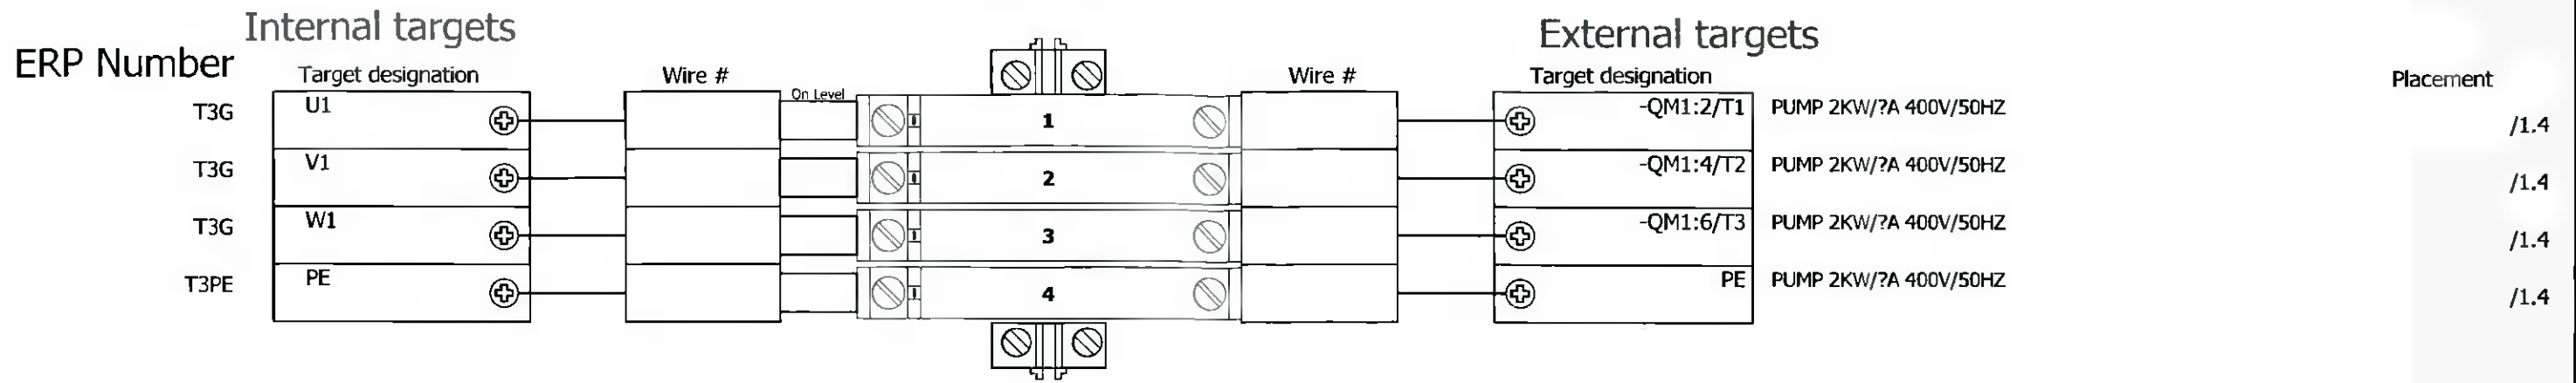 Internal targets External targets
ERP Number Target designation Wire # On Level Wire # Target designation Placement
T3G U1 1 -QM1:2/T1 PUMP 2KW/?A 400V/50HZ /1.4
T3G V1 2 -QM1:4/T2 PUMP 2KW/?A 400V/50HZ /1.4
T3G W1 3 -QM1:6/T3 PUMP 2KW/?A 400V/50HZ /1.4
T3PE PE 4 PE PUMP 2KW/?A 400V/50HZ /1.4